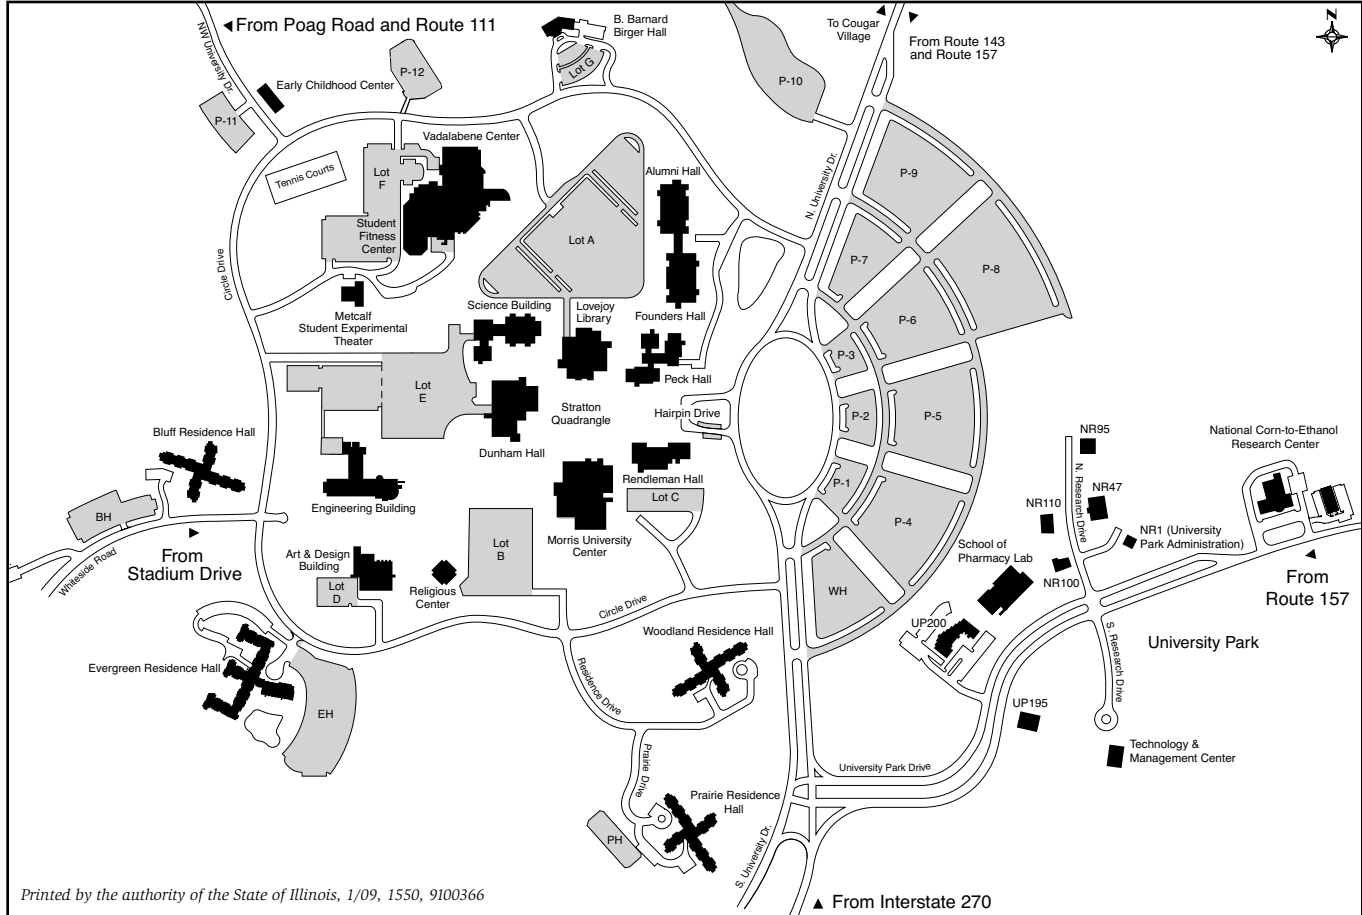 From Poag Road and Route 111
B. Barnard
Birger Hall
To Cougar
Village
From Route 143
and Route 157
N
NW University Dr.
P-12
Early Childhood Center
P-11
Lot G
P-10
Vadalabene Center
Tennis Courts
Lot
F
Student
Fitness
Center
Alumni Hall
N. University Dr.
P-9
Lot A
P-7
P-8
Circle Drive
Metcalf
Student Experimental
Theater
Science Building
Lovejoy
Library
Founders Hall
P-6
P-3
Peck Hall
Lot
E
Stratton
Quadrangle
Hairpin Drive
P-2
P-5
Bluff Residence Hall
Dunham Hall
NR95
National Corn-to-Ethanol
Research Center
Rendleman Hall
Lot C
P-1
N. Research Drive
NR47
Engineering Building
BH
NR110
P-4
NR1 (University
Park Administration)
Whiteside Road
From
Stadium Drive
Art & Design
Building
Lot
B
Morris University
Center
School of
Pharmacy Lab
NR100
From
Route 157
Lot
D
Religious
Center
Circle Drive
WH
UP200
S. Research Drive
University Park
Evergreen Residence Hall
Woodland Residence Hall
Residence Drive
EH
UP195
Technology &
Management Center
Prairie Drive
University Park Drive
Prairie Residence
Hall
PH
S. University Dr.
Printed by the authority of the State of Illinois, 1/09, 1550, 9100366
From Interstate 270